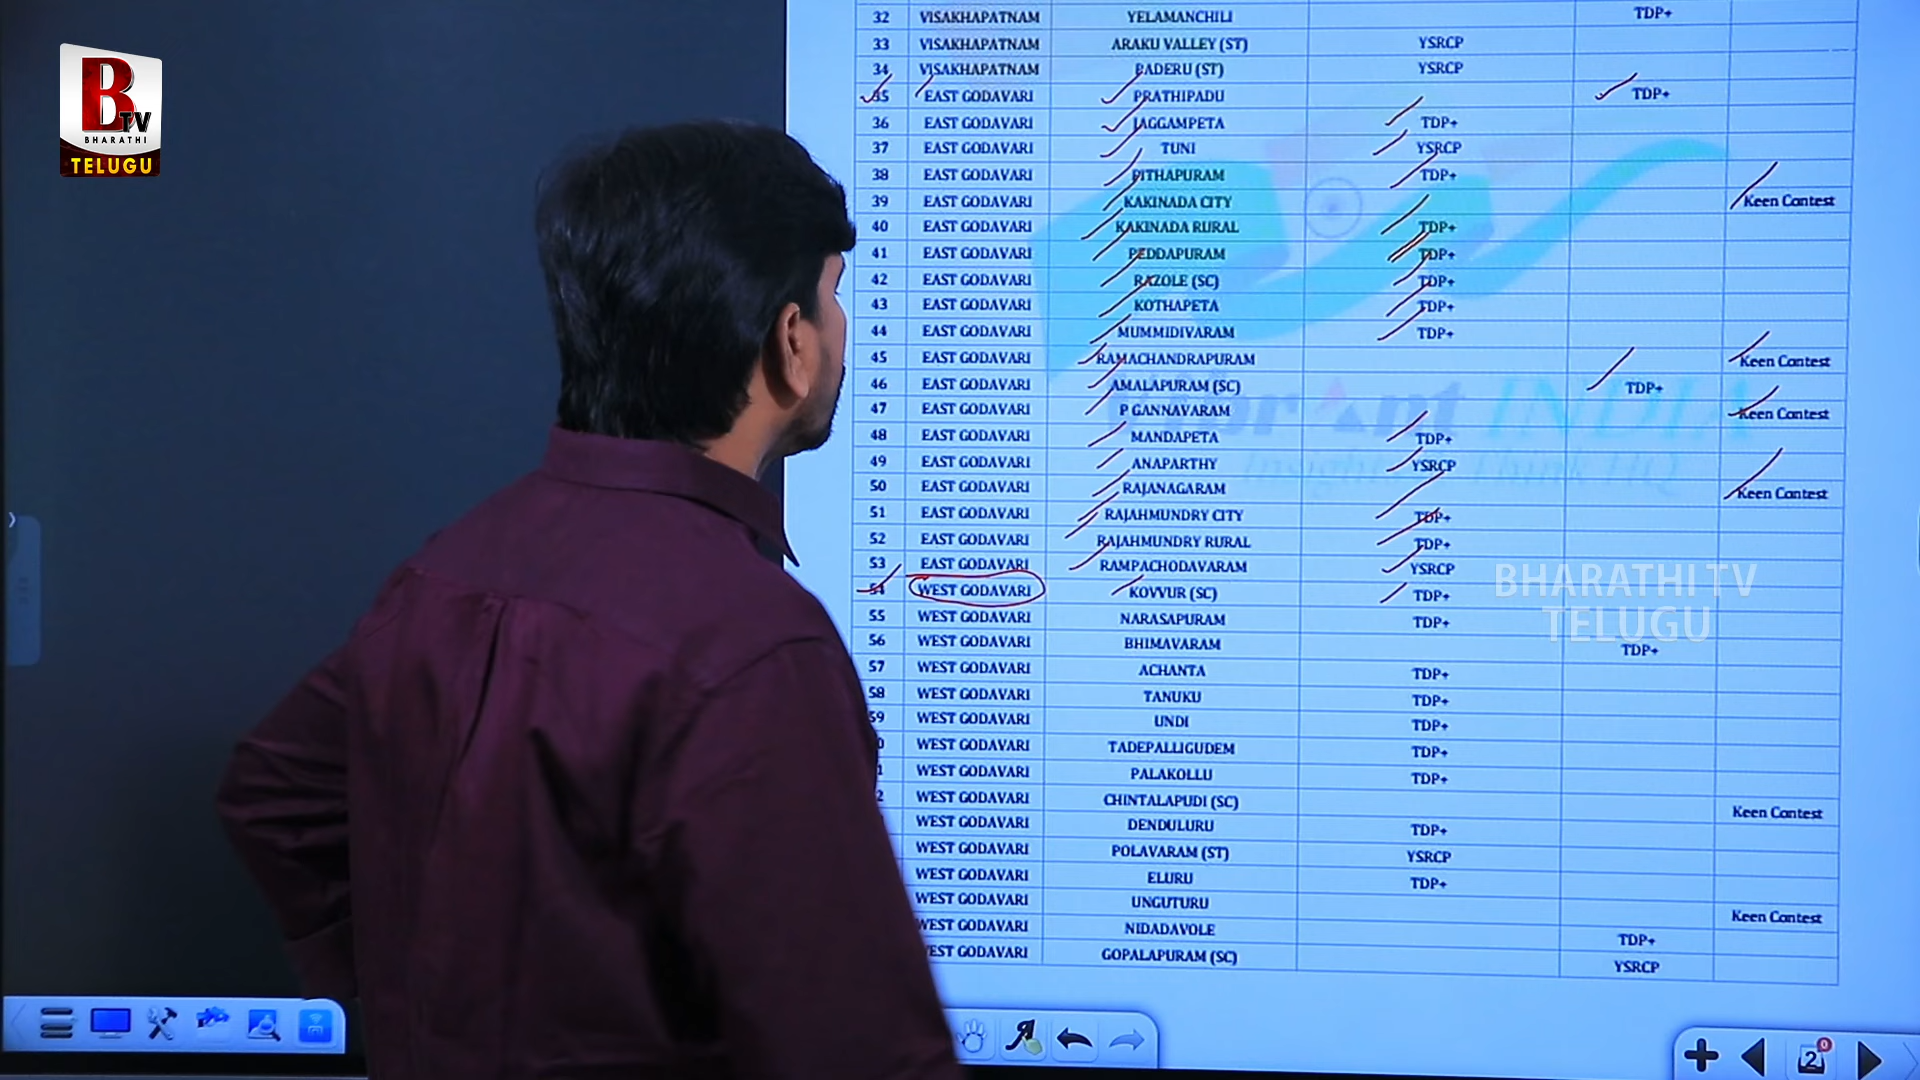 B
TV
BHARATHI
TELUGU
32 VISAKHAPATNAM YELAMANCHILI TDP+
33 VISAKHAPATNAM ARAKU VALLEY (ST) YSRCP
34 VISAKHAPATNAM PADERU (ST) YSRCP
35 EAST GODAVARI PRATHIPADU TDP+
36 EAST GODAVARI JAGGAMPETA TDP+
37 EAST GODAVARI TUNI YSRCP
38 EAST GODAVARI PITHAPURAM TDP+
39 EAST GODAVARI KAKINADA CITY Keen Contest
40 EAST GODAVARI KAKINADA RURAL TDP+
41 EAST GODAVARI PEDDAPURAM TDP+
42 EAST GODAVARI RAZOLE (SC) TDP+
43 EAST GODAVARI KOTHAPETA TDP+
44 EAST GODAVARI MUMMIDIVARAM TDP+
45 EAST GODAVARI RAMACHANDRAPURAM Keen Contest
46 EAST GODAVARI AMALAPURAM (SC) TDP+
47 EAST GODAVARI P GANNAVARAM Keen Contest
48 EAST GODAVARI MANDAPETA TDP+
49 EAST GODAVARI ANAPARTHY YSRCP
50 EAST GODAVARI RAJANAGARAM Keen Contest
51 EAST GODAVARI RAJAHMUNDRY CITY TDP+
52 EAST GODAVARI RAJAHMUNDRY RURAL TDP+
53 EAST GODAVARI RAMPACHODAVARAM YSRCP
54 WEST GODAVARI KOVVUR (SC) TDP+
55 WEST GODAVARI NARASAPURAM TDP+
56 WEST GODAVARI BHIMAVARAM TDP+
57 WEST GODAVARI ACHANTA TDP+
58 WEST GODAVARI TANUKU TDP+
59 WEST GODAVARI UNDI TDP+
0 WEST GODAVARI TADEPALLIGUDEM TDP+
1 WEST GODAVARI PALAKOLLU TDP+
2 WEST GODAVARI CHINTALAPUDI (SC) Keen Contest
WEST GODAVARI DENDULURU TDP+
WEST GODAVARI POLAVARAM (ST) YSRCP
WEST GODAVARI ELURU TDP+
WEST GODAVARI UNGUTURU Keen Contest
WEST GODAVARI NIDADAVOLE TDP+
WEST GODAVARI GOPALAPURAM (SC) YSRCP
INDIA
BHARATHI TV
TELUGU
2
0